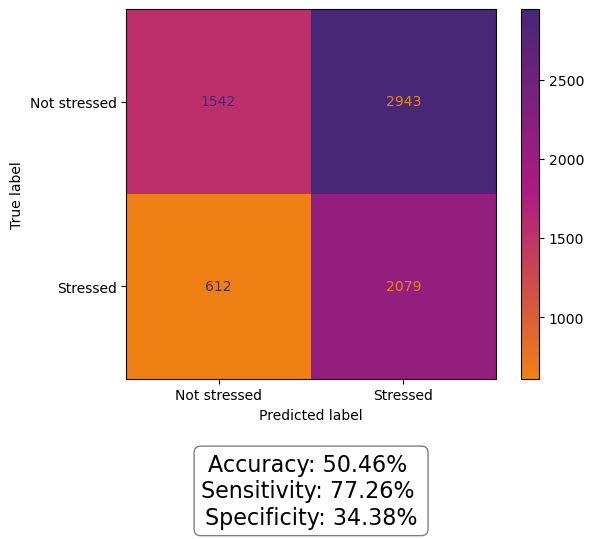 Not stressed
1542
2943
2500
2000
1500
1000
True label
Stressed
612
2079
Not stressed
Stressed
Predicted label
Accuracy: 50.46%
Sensitivity: 77.26%
Specificity: 34.38%